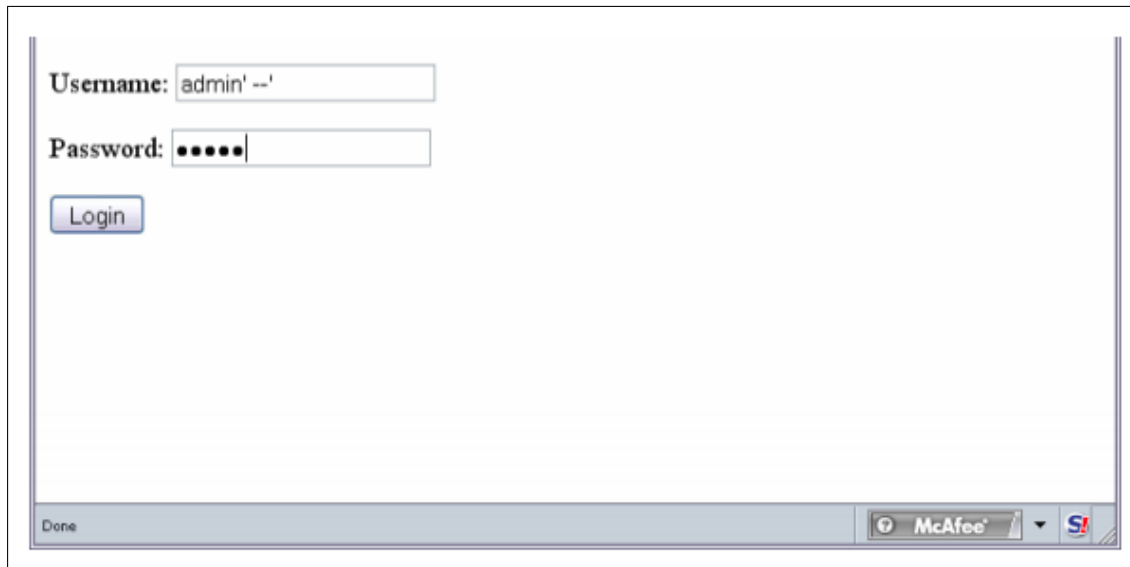 Username: admin' --'
Password: •••••
Login
Done
McAfee
S!